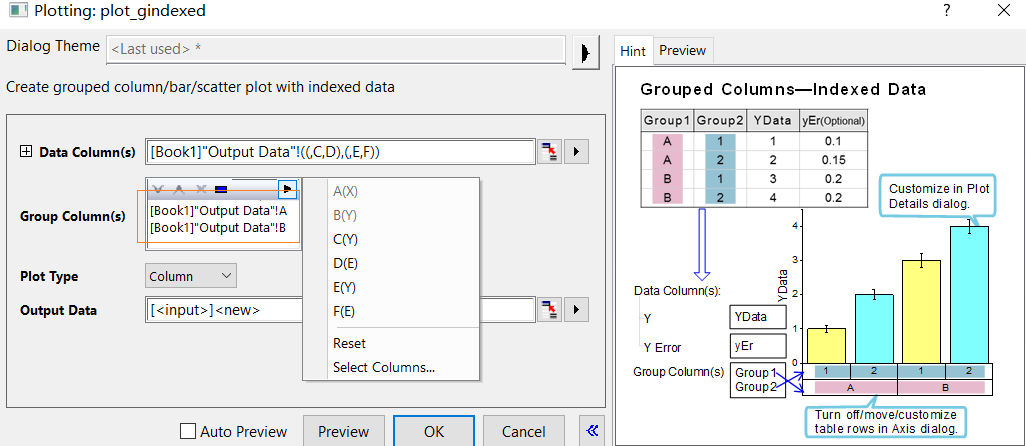 Plotting: plot_gindexed
?
Dialog Theme
<Last used> *
Create grouped column/bar/scatter plot with indexed data
Data Column(s)
[Book1]"Output Data"!((,C,D),(,E,F))
Group Column(s)
[Book1]"Output Data"!A
[Book1]"Output Data"!B
A(X)
B(Y)
C(Y)
D(E)
E(Y)
F(E)
Reset
Select Columns...
Plot Type
Column
Output Data
[<input>]<new>
Auto Preview
Preview
OK
Cancel
Hint
Preview
Grouped Columns—Indexed Data
Group1 Group2 YData yEr(Optional)
A 1 1 0.1
A 2 2 0.15
B 1 3 0.2
B 2 4 0.2
Customize in Plot
Details dialog.
Data Column(s):
Y
YData
Y Error
yEr
Group Column(s)
Group1
Group2
YData
4
3
2
1
0
1 2 1 2
A B
Turn off/move/customize
table rows in Axis dialog.